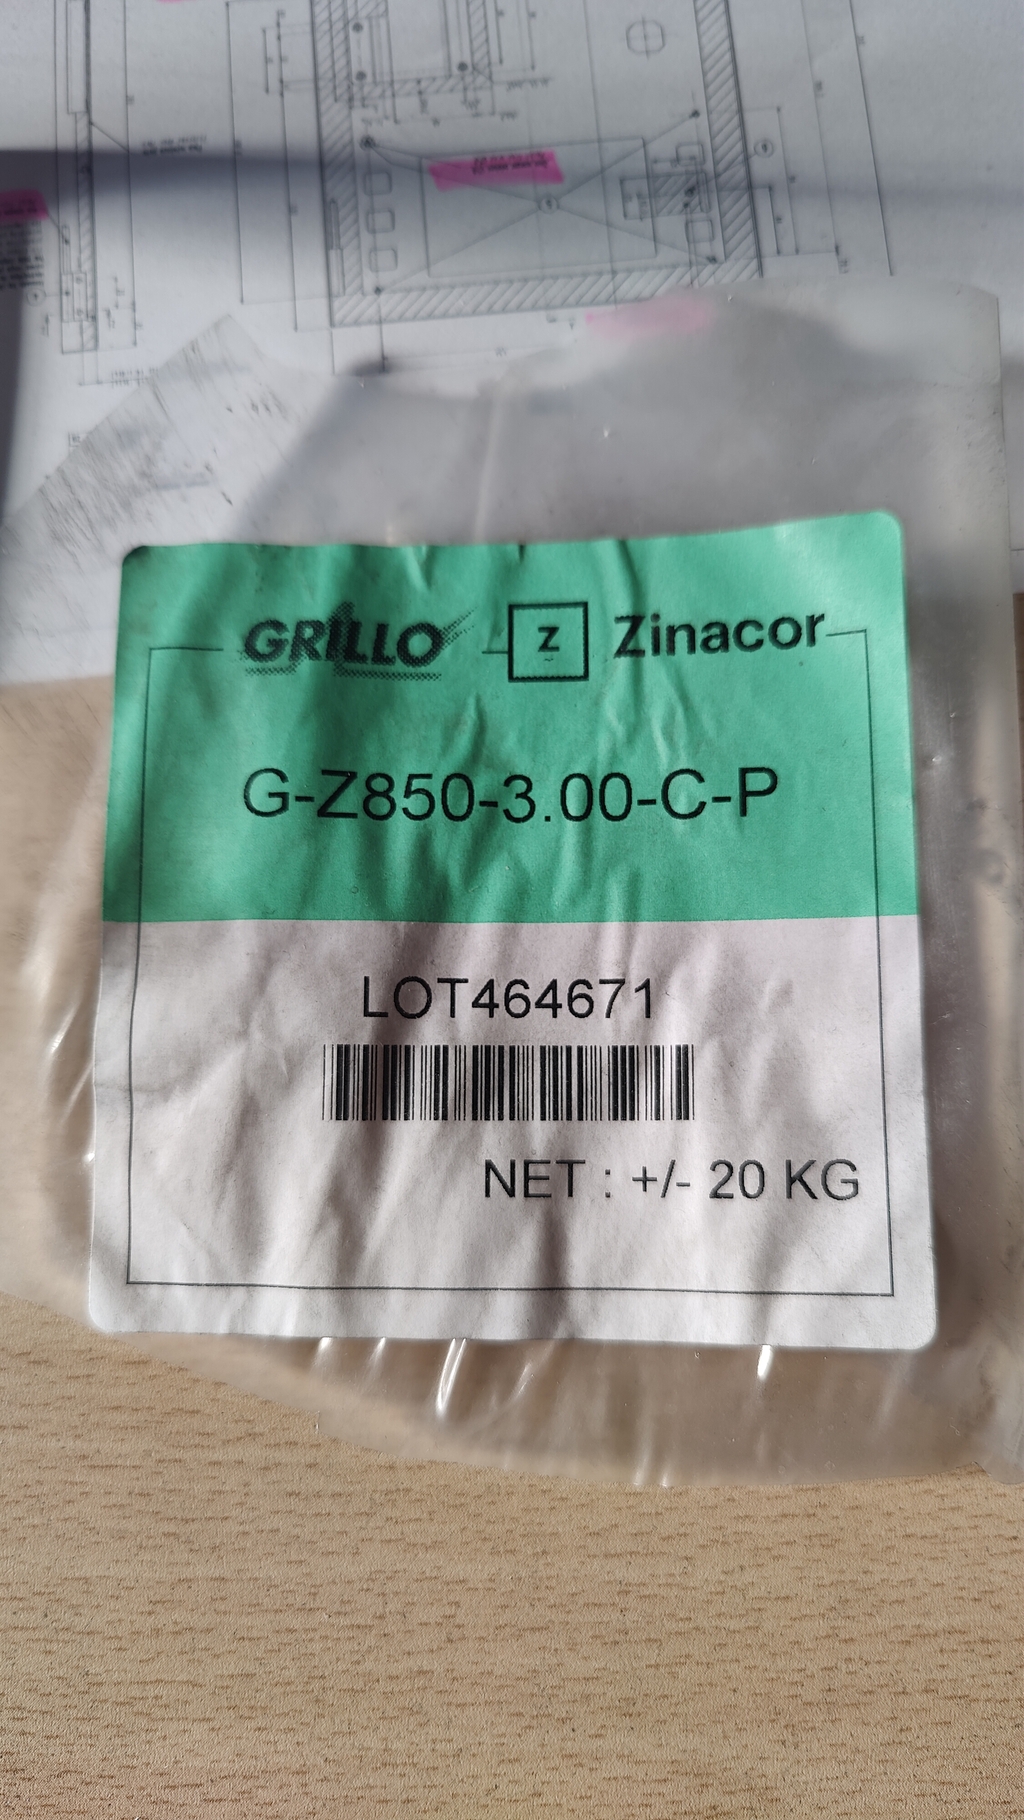 GRILLO Z Zinacor
G-Z850-3.00-C-P
LOT464671
NET : +/- 20 KG